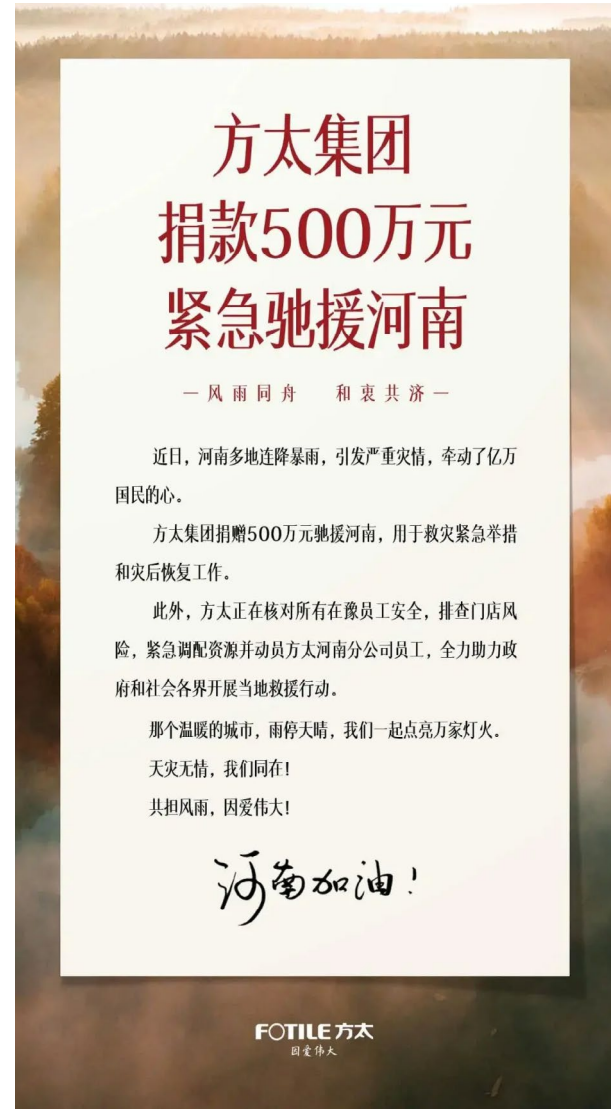 方太集团
捐款500万元
紧急驰援河南
—风雨同舟 和衷共济—
近日，河南多地连降暴雨，引发严重灾情，牵动了亿万
国民的心。
方太集团捐赠500万元驰援河南，用于救灾紧急举措
和灾后恢复工作。
此外，方太正在核对所有在豫员工安全，排查门店风
险，紧急调配资源并动员方太河南分公司员工，全力助力政
府和社会各界开展当地救援行动。
那个温暖的城市，雨停天晴，我们一起点亮万家灯火。
天灾无情，我们同在！
共担风雨，因爱伟大！
河南加油！
FOTILE 方太
因爱伟大